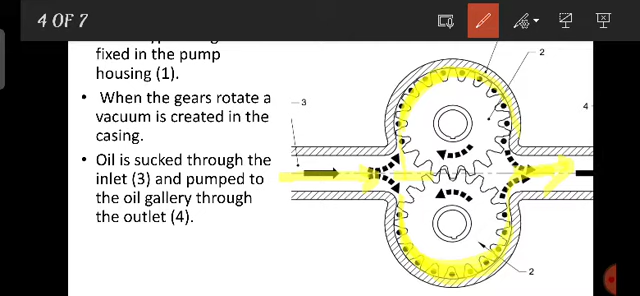 4 OF 7
fixed in the pump
housing (1).
• When the gears rotate a
vacuum is created in the
casing.
• Oil is sucked through the
inlet (3) and pumped to
the oil gallery through
the outlet (4).
2
3
4
2